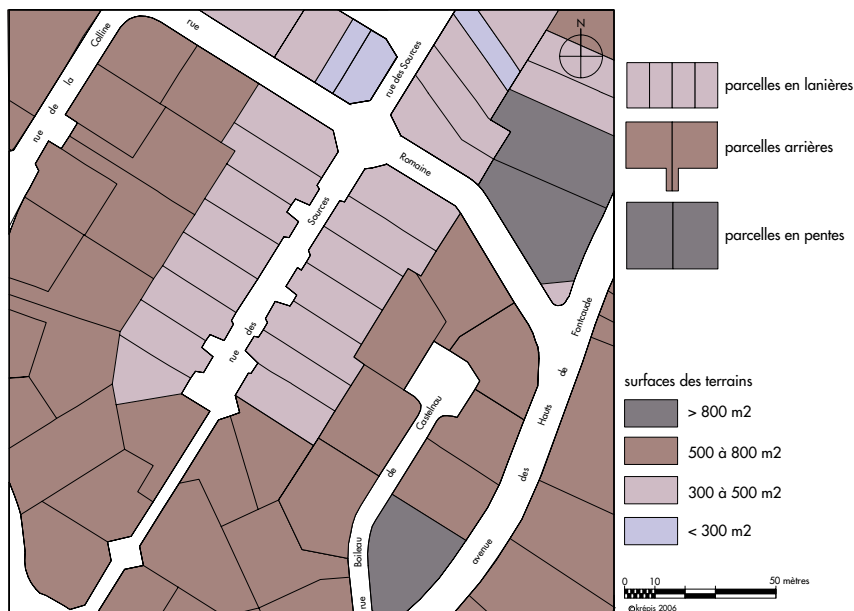 rue de la Colline
rue
Romaine
rue des Sources
rue des Sources
rue Boileau de Castelnau
avenue des Hauts de Fontcaude
N
parcelles en lanières
parcelles arrières
parcelles en pentes
surfaces des terrains
> 800 m2
500 à 800 m2
300 à 500 m2
< 300 m2
0 10 50 mètres
©krépis 2006